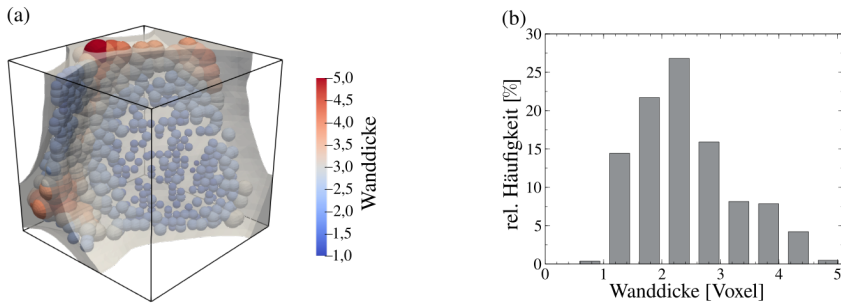 (a)
5,0
4,5
4,0
3,5
3,0
2,5
2,0
1,5
1,0
Wanddicke
(b)
30
25
20
15
10
5
0
rel. Häufigkeit [%]
0 1 2 3 4 5
Wanddicke [Voxel]